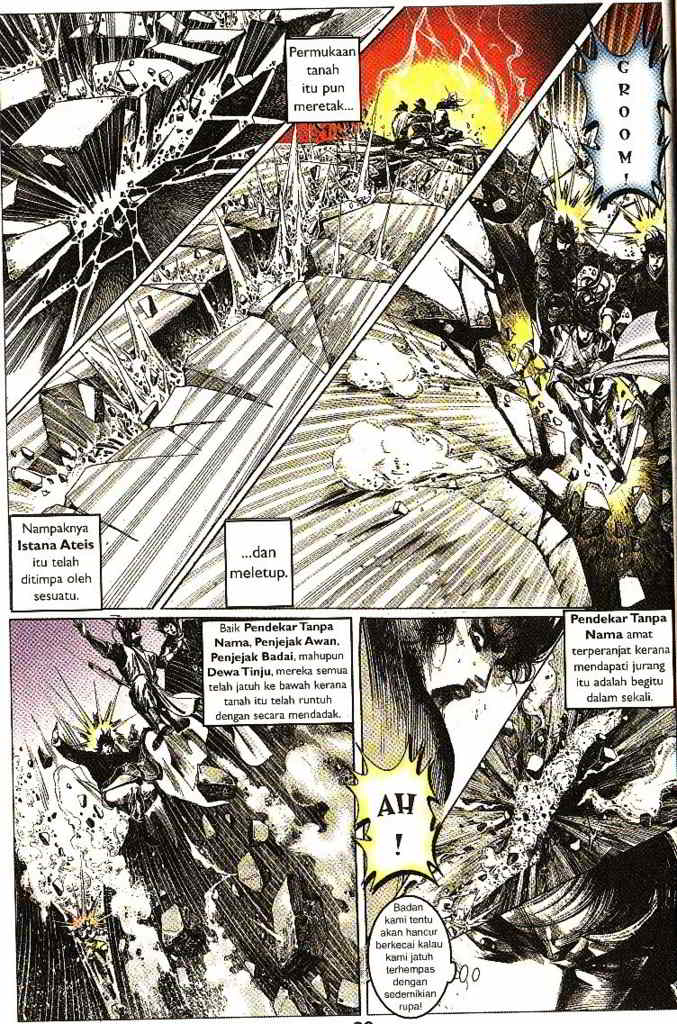 Permukaan
tanah
itu pun
meretak...
GROOM!
Nampaknya
Istana Ateis
itu telah
ditimpa oleh
sesuatu.
...dan
meletup.
Baik Pendekar Tanpa
Nama, Penjejak Awan,
Penjejak Badai, mahupun
Dewa Tinju, mereka semua
telah jatuh ke bawah kerana
tanah itu telah runtuh
dengan secara mendadak.
Pendekar Tanpa
Nama amat
terperanjat kerana
mendapati jurang
itu adalah begitu
dalam sekali.
AH
!
Badan
kami tentu
akan hancur
berkecai kalau
kami jatuh
terhempas
dengan
sedemikian
rupa!